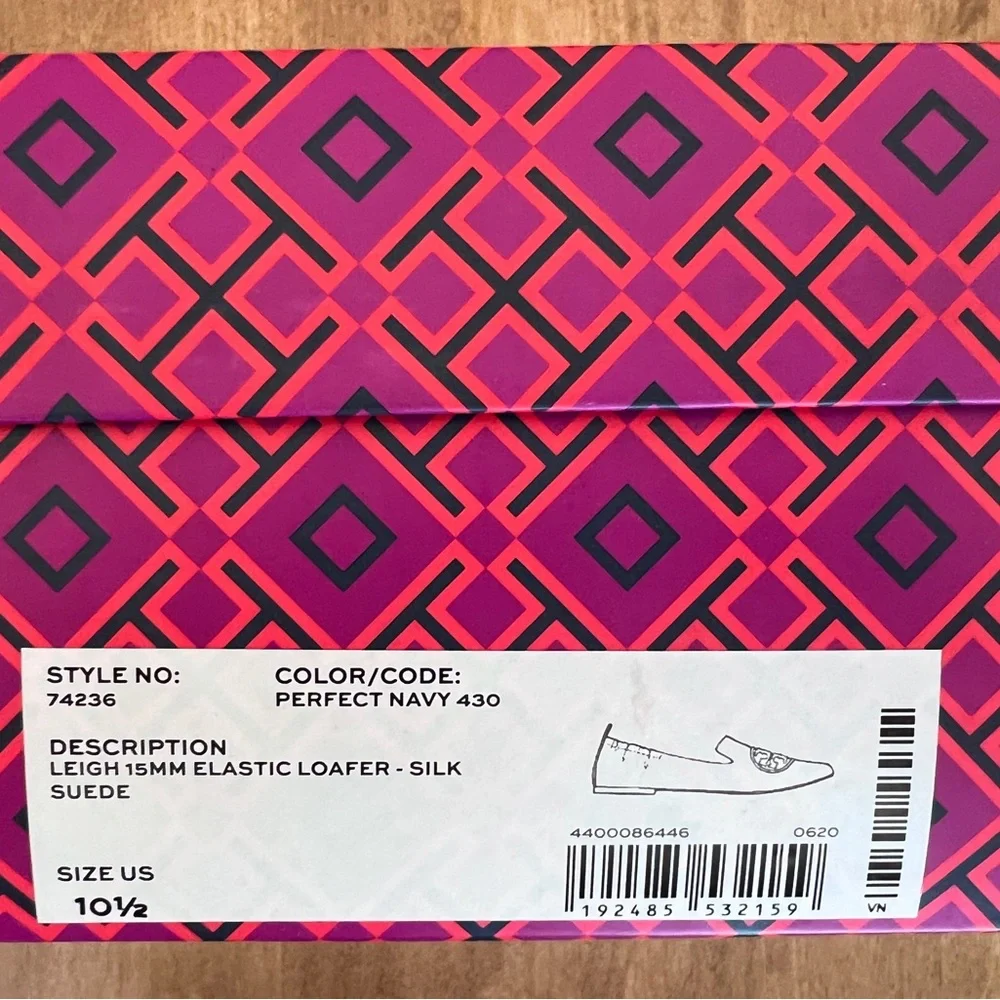 STYLE NO:
74236
COLOR/CODE:
PERFECT NAVY 430
DESCRIPTION
LEIGH 15MM ELASTIC LOAFER - SILK
SUEDE
SIZE US
10½
4400086446 0620
192485 532159
VN